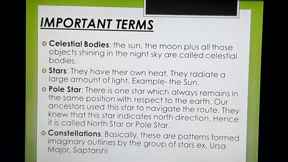 IMPORTANT TERMS
Celestial Bodies: the sun, the moon plus all those
objects shining in the night sky are called celestial
bodies.
Stars: They have their own heat. They radiate a
large amount of light. Example- the Sun.
Pole Star: There is one star which always remains in
the same position with respect to the earth. Our
ancestors used this star to navigate the route. They
knew that this star indicates north direction. Hence
it is called North Star or Pole Star.
Constellations: Basically, these are patterns formed
imaginary outlines by the group of stars ex. Ursa
Major, Saptarshi